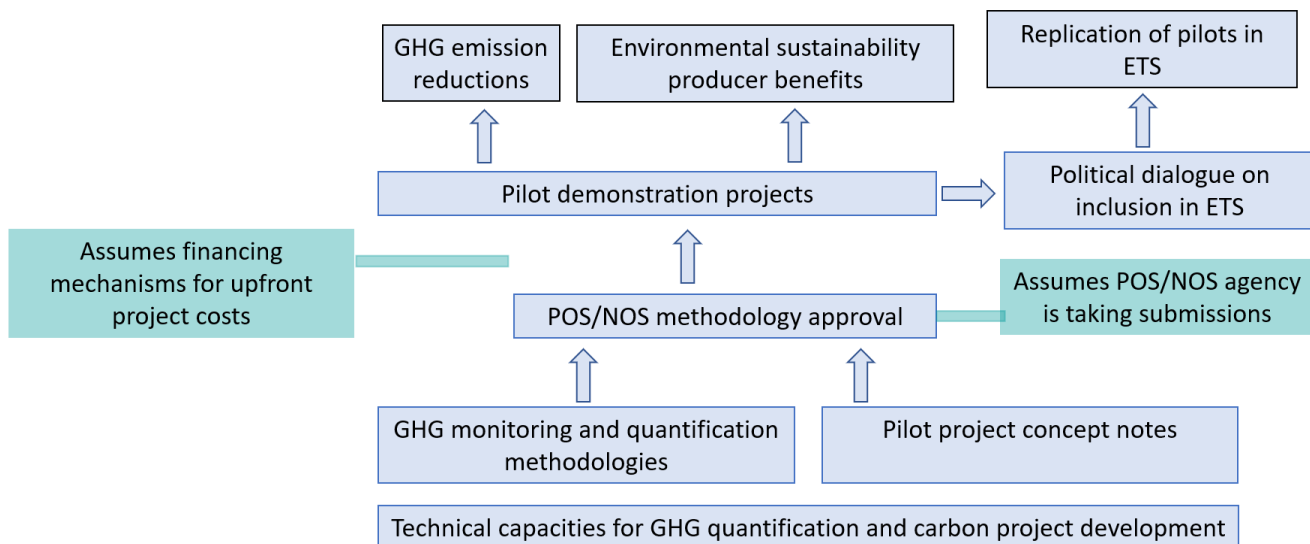 GHG emission
reductions
Environmental sustainability
producer benefits
Replication of pilots in
ETS
Pilot demonstration projects
Political dialogue on
inclusion in ETS
Assumes financing
mechanisms for upfront
project costs
POS/NOS methodology approval
Assumes POS/NOS agency
is taking submissions
GHG monitoring and quantification
methodologies
Pilot project concept notes
Technical capacities for GHG quantification and carbon project development